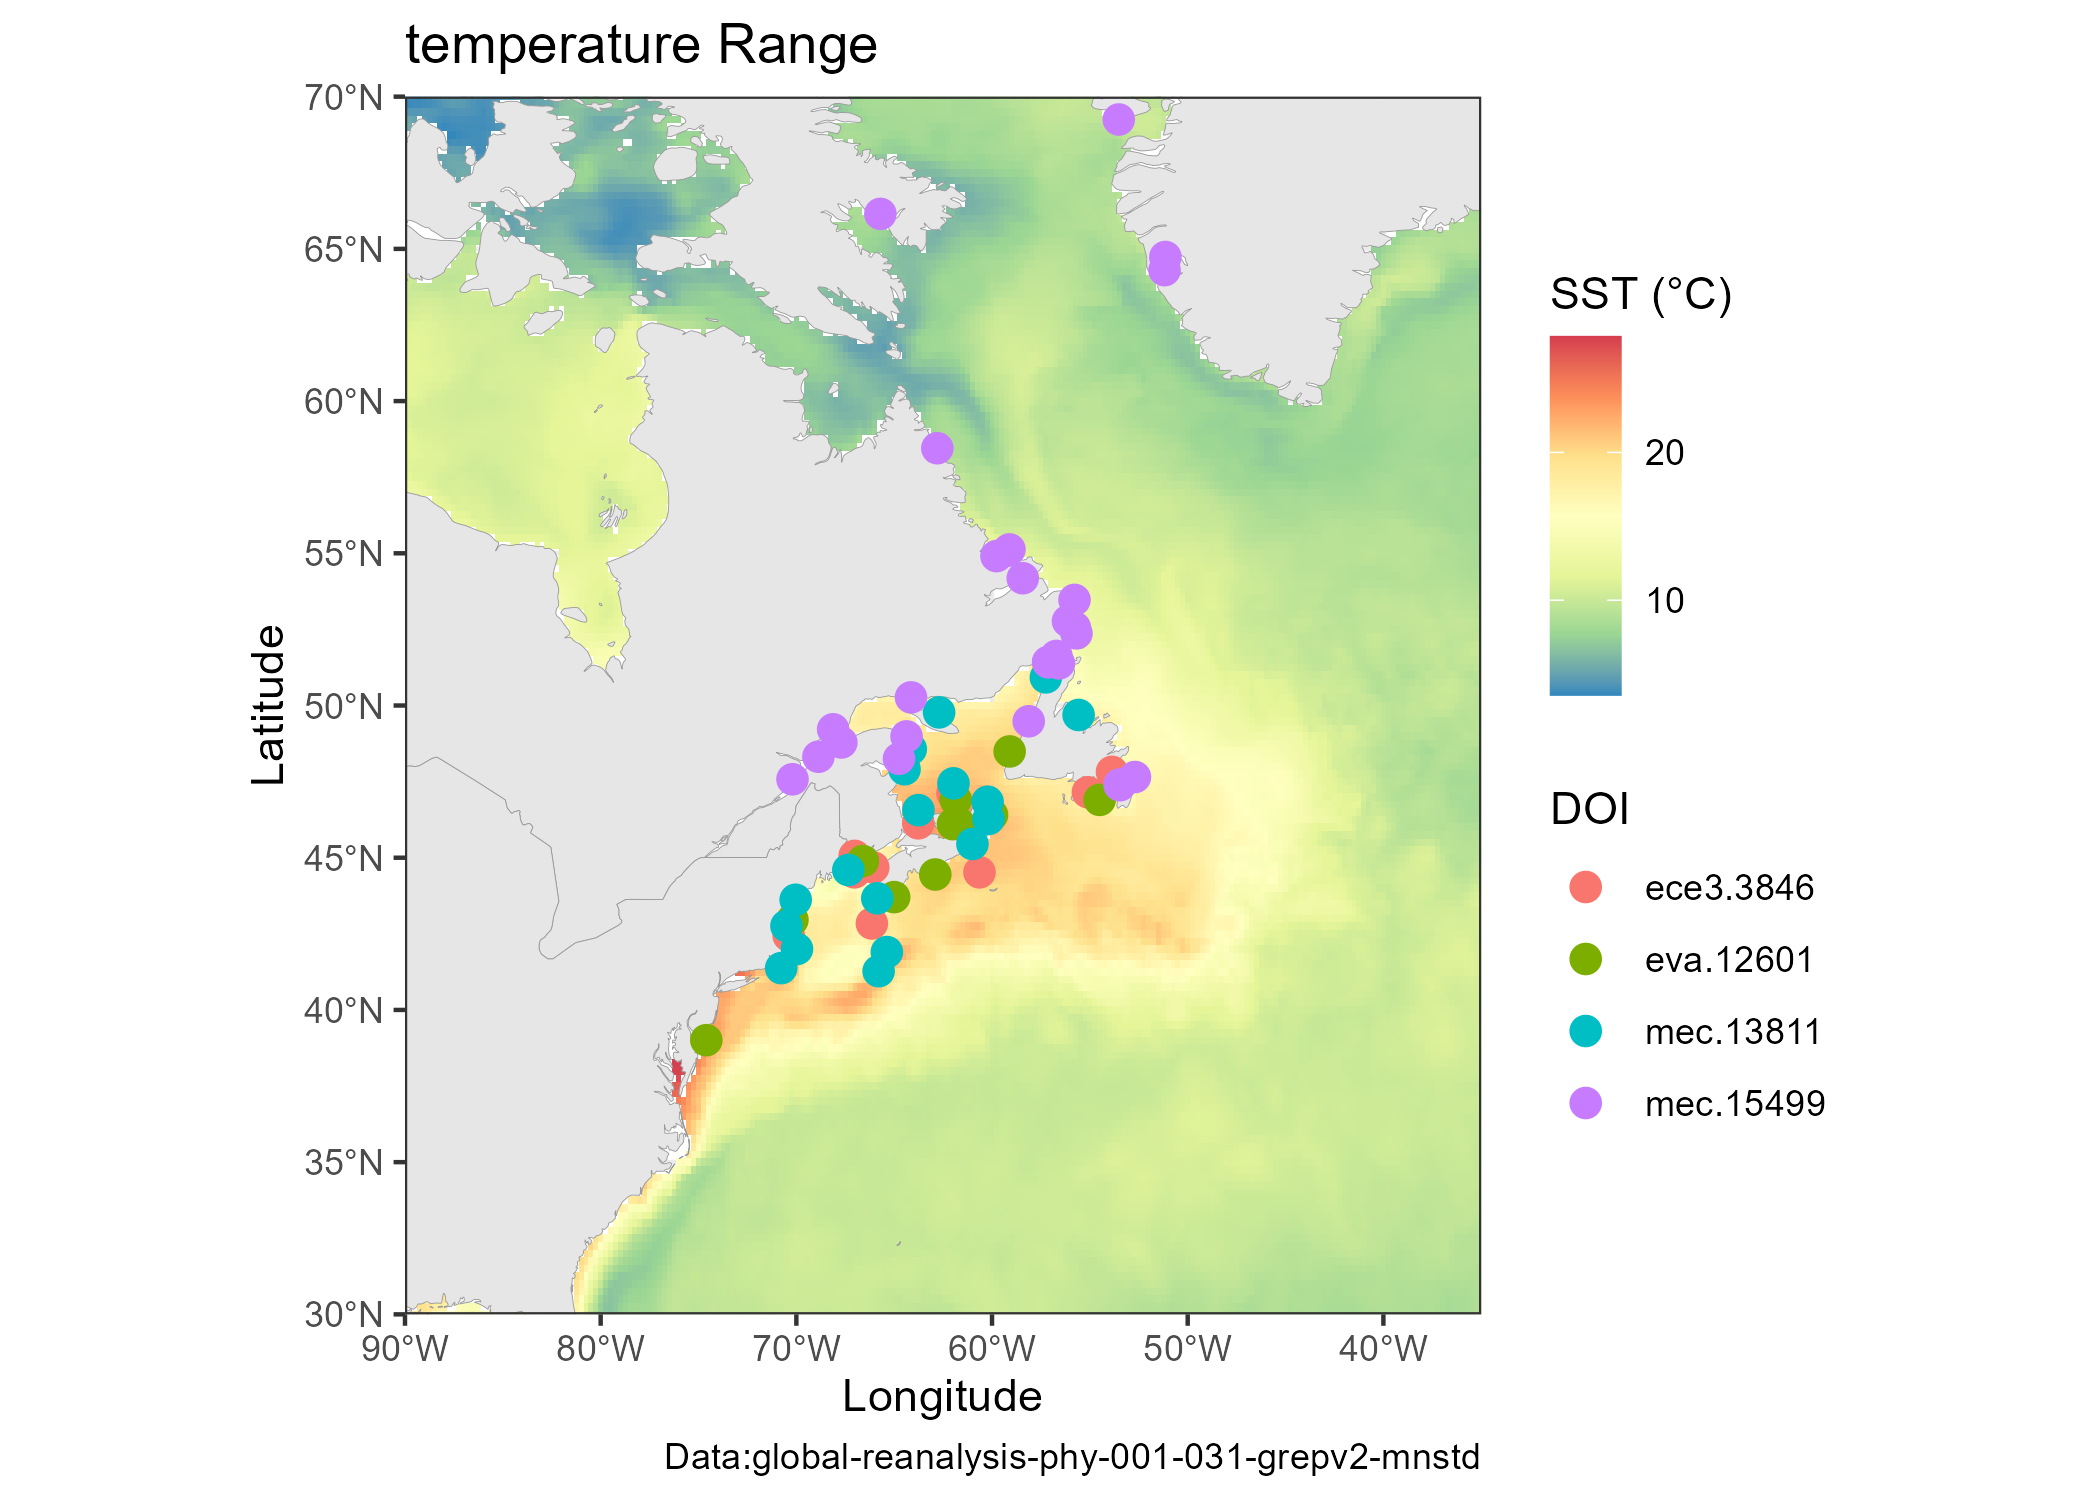 temperature Range
70°N
65°N
60°N
55°N
50°N
45°N
40°N
35°N
30°N
Latitude
90°W
80°W
70°W
60°W
50°W
40°W
Longitude
Data:global-reanalysis-phy-001-031-grepv2-mnstd
SST (°C)
20
10
DOI
ece3.3846
eva.12601
mec.13811
mec.15499